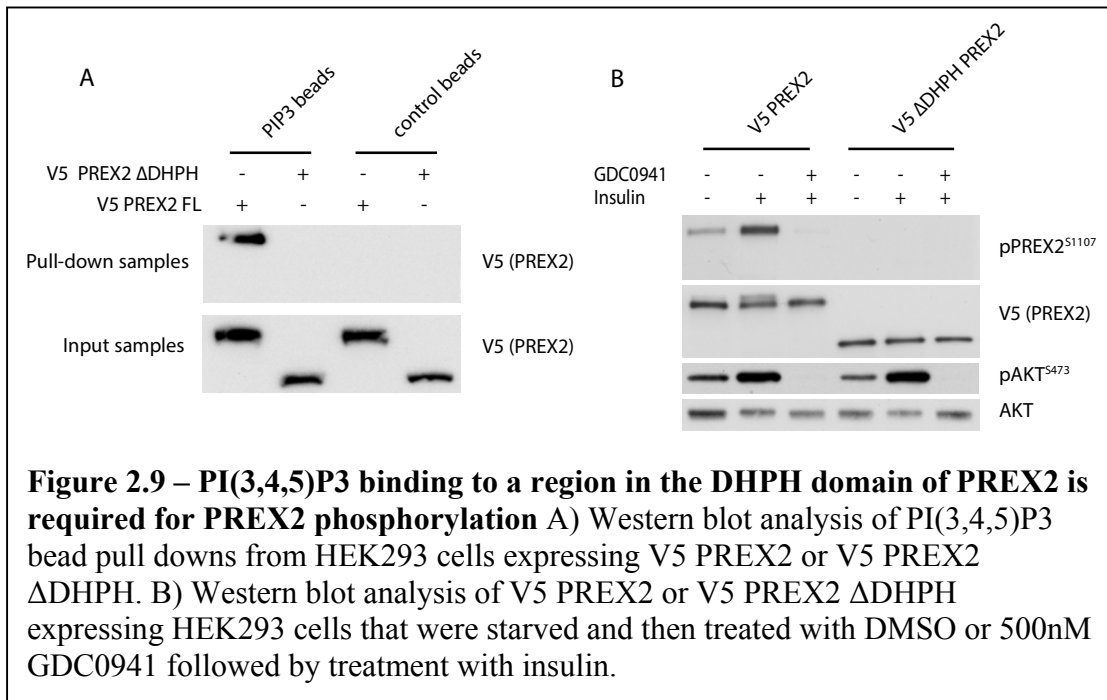 A
PIP3 beads
control beads
V5 PREX2 ΔDHPH - + - +
V5 PREX2 FL + - + -
Pull-down samples V5 (PREX2)
Input samples V5 (PREX2)
B
V5 PREX2
V5 ΔDHPH PREX2
GDC0941 - - + - - +
Insulin - + + - + +
pPREX2S1107
V5 (PREX2)
pAKTS473
AKT
Figure 2.9 – PI(3,4,5)P3 binding to a region in the DHPH domain of PREX2 is
required for PREX2 phosphorylation A) Western blot analysis of PI(3,4,5)P3
bead pull downs from HEK293 cells expressing V5 PREX2 or V5 PREX2
ΔDHPH. B) Western blot analysis of V5 PREX2 or V5 PREX2 ΔDHPH
expressing HEK293 cells that were starved and then treated with DMSO or 500nM
GDC0941 followed by treatment with insulin.